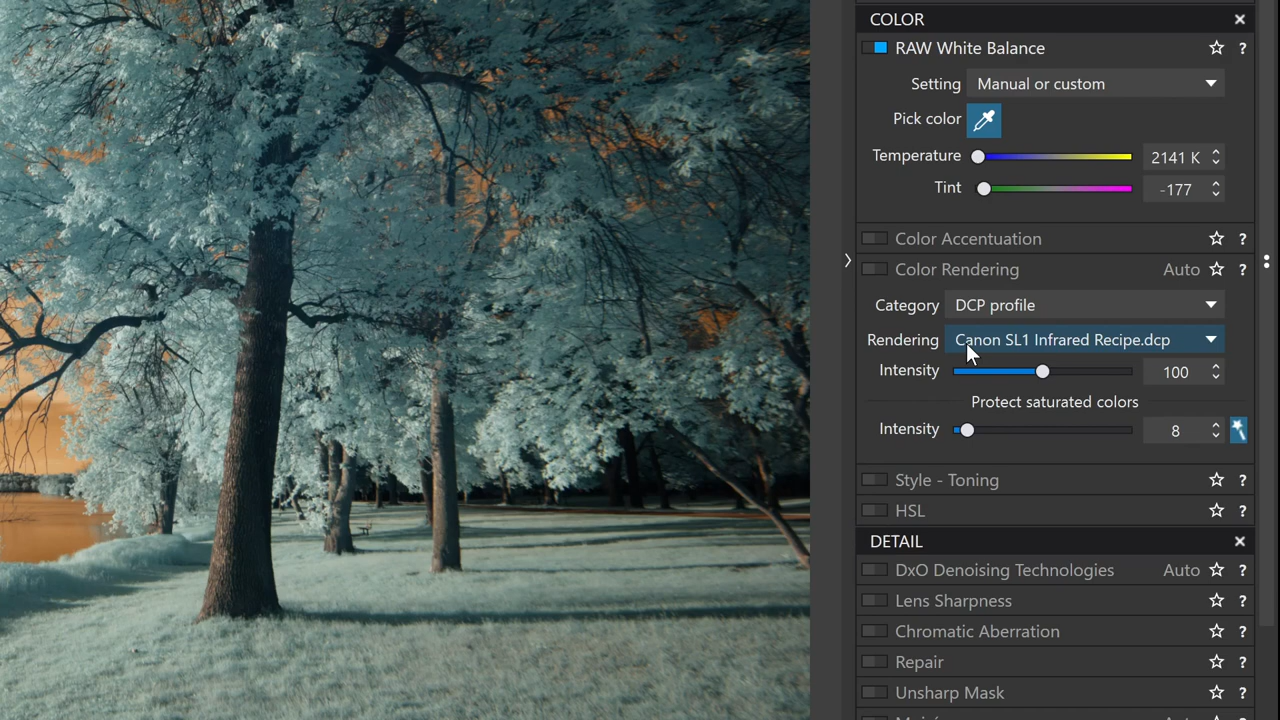 COLOR
RAW White Balance ?
Setting Manual or custom
Pick color
Temperature 2141 K
Tint -177
Color Accentuation ?
Color Rendering Auto ?
Category DCP profile
Rendering Canon SL1 Infrared Recipe.dcp
Intensity 100
Protect saturated colors
Intensity 8
Style - Toning ?
HSL ?
DETAIL
DxO Denoising Technologies Auto ?
Lens Sharpness ?
Chromatic Aberration ?
Repair ?
Unsharp Mask ?